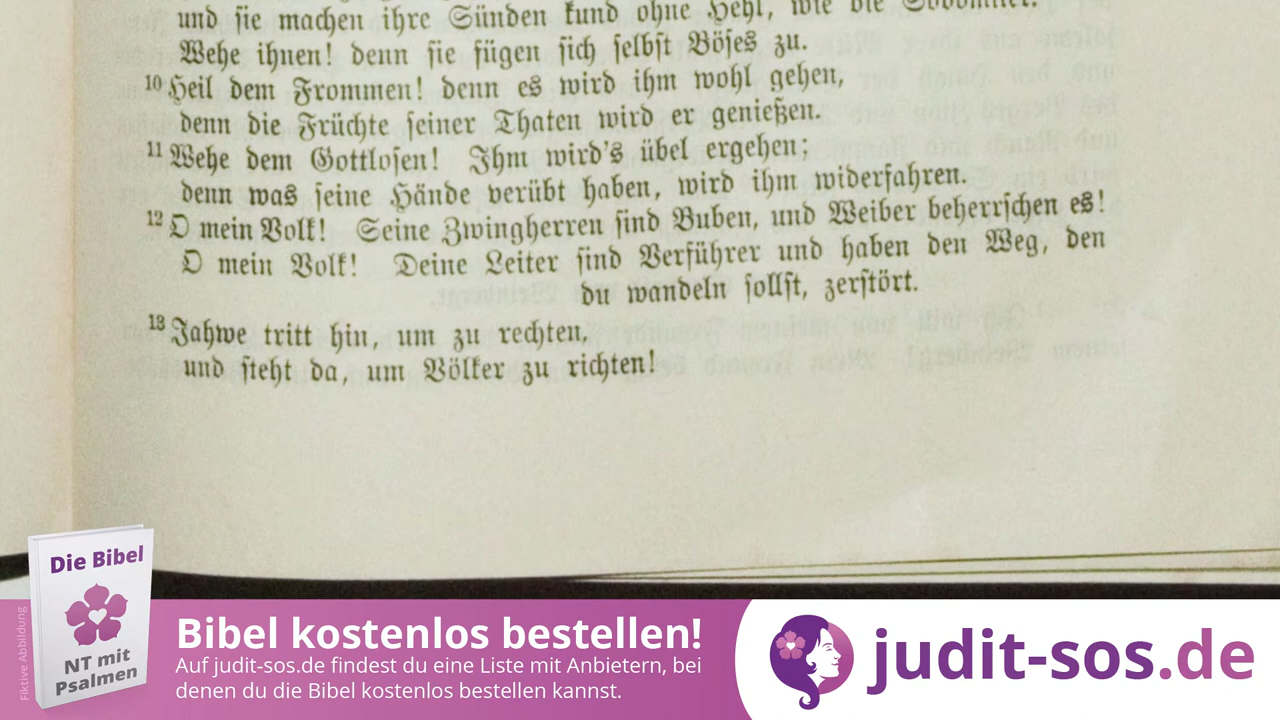 und sie machen ihre Sünden kund ohne Hehl, wie die Sodomiter.
Wehe ihnen! denn sie fügen sich selbst Böses zu.
10 Heil dem Frommen! denn es wird ihm wohl gehen,
denn die Früchte seiner Thaten wird er genießen.
11 Wehe dem Gottlosen! Ihm wird's übel ergehen;
denn was seine Hände verübt haben, wird ihm widerfahren.
12 O mein Volk! Seine Zwingherren sind Buben, und Weiber beherrschen es!
O mein Volk! Deine Leiter sind Verführer und haben den Weg, den
du wandeln sollst, zerstört.
13 Jahwe tritt hin, um zu rechten,
und steht da, um Völker zu richten!
Die Bibel
NT mit
Psalmen
Fiktive Abbildung
Bibel kostenlos bestellen!
Auf judit-sos.de findest du eine Liste mit Anbietern, bei
denen du die Bibel kostenlos bestellen kannst.
judit-sos.de